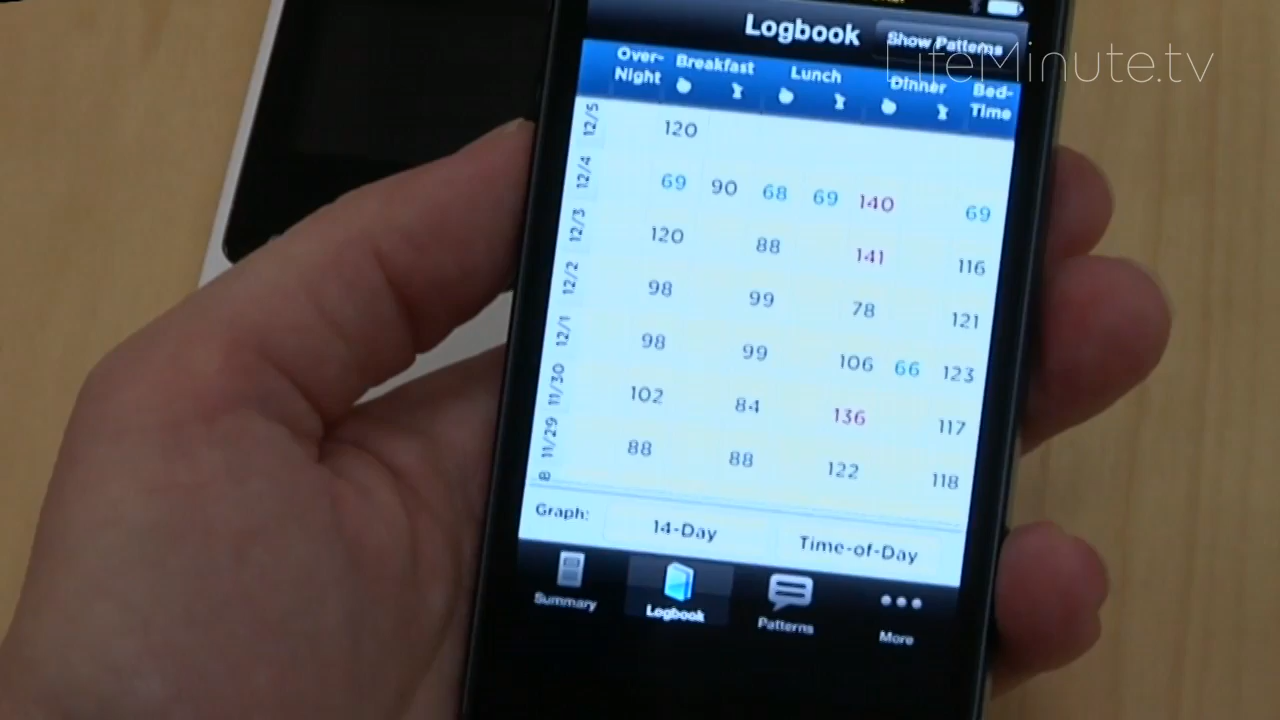 Logbook
Show Patterns
LifeMinute.tv
Over-Night Breakfast Lunch Dinner Bed-Time
12/5 120
12/4 69 90 68 69 140 69
12/3 120 88 141 116
12/2 98 99 78 121
12/1 98 99 106 66 123
11/30 102 84 136 117
11/29 88 88 122 118
8
Graph: 14-Day Time-of-Day
Summary Logbook Patterns More